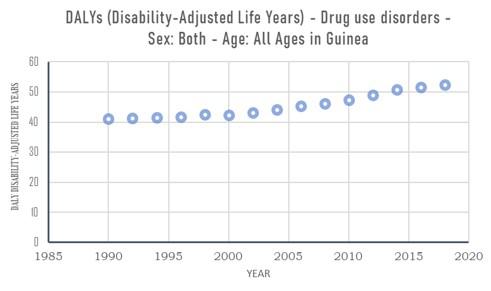 DALYs (Disability-Adjusted Life Years) - Drug use disorders -
Sex: Both - Age: All Ages in Guinea
DALY DISABILITY-ADJUSTED LIFE YEARS
60
50
40
30
20
10
0
1985 1990 1995 2000 2005 2010 2015 2020
YEAR